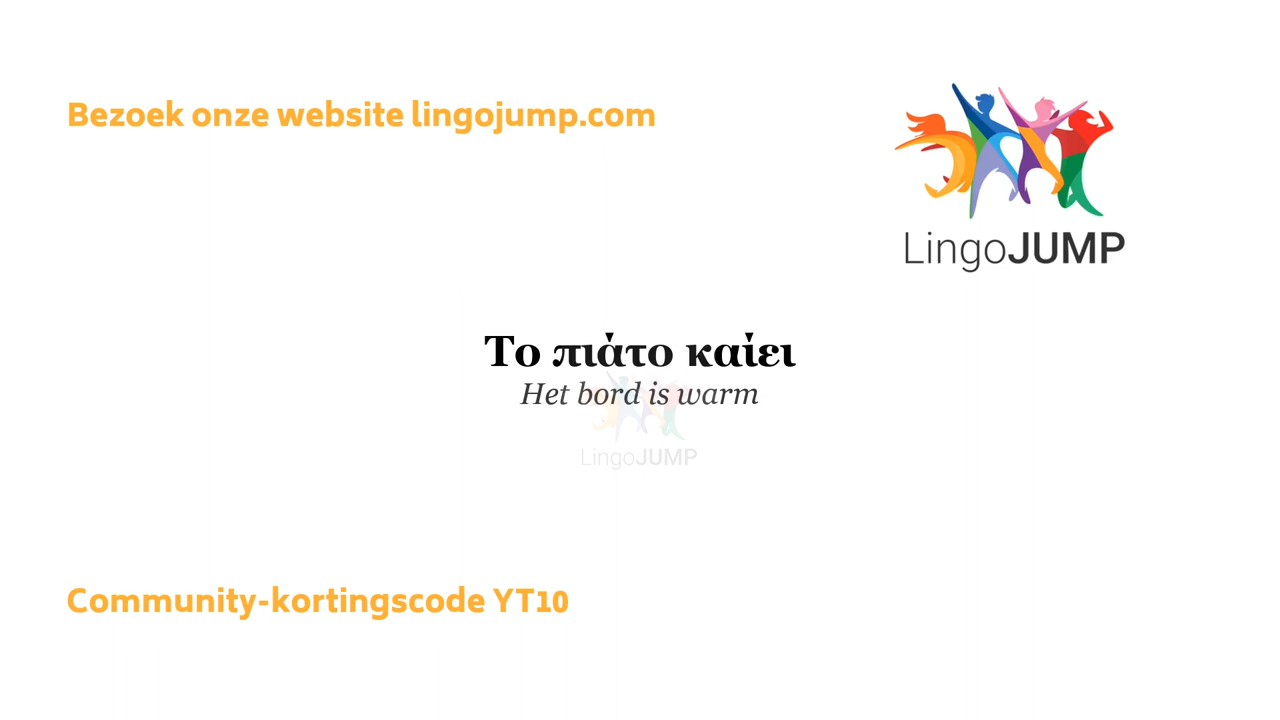 Bezoek onze website lingojump.com
LingoJUMP
Το πιάτο καίει
Het bord is warm
LingoJUMP
Community-kortingscode YT10